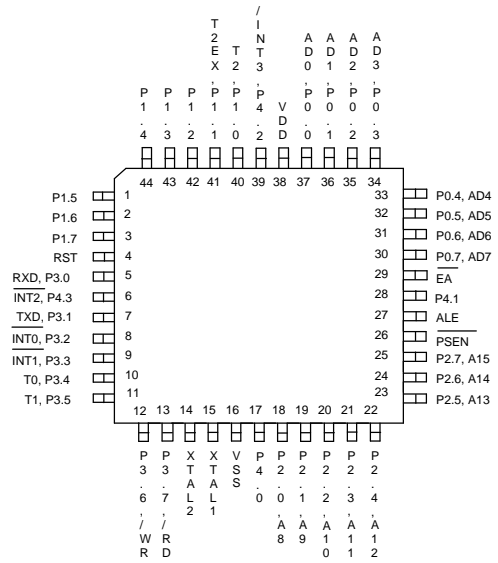 P1.4
P1.3
P1.2
T2EX,P1.1
T2,P1.0
/INT3,P4.2
VDD
AD0,P0.0
AD1,P0.1
AD2,P0.2
AD3,P0.3
44 43 42 41 40 39 38 37 36 35 34
P1.5 1
P1.6 2
P1.7 3
RST 4
RXD, P3.0 5
INT2, P4.3 6
TXD, P3.1 7
INT0, P3.2 8
INT1, P3.3 9
T0, P3.4 10
T1, P3.5 11
33 P0.4, AD4
32 P0.5, AD5
31 P0.6, AD6
30 P0.7, AD7
29 EA
28 P4.1
27 ALE
26 PSEN
25 P2.7, A15
24 P2.6, A14
23 P2.5, A13
12 13 14 15 16 17 18 19 20 21 22
P3.6,/WR
P3.7,/RD
XTAL2
XTAL1
VSS
P4.0
P2.0,A8
P2.1,A9
P2.2,A10
P2.3,A11
P2.4,A12